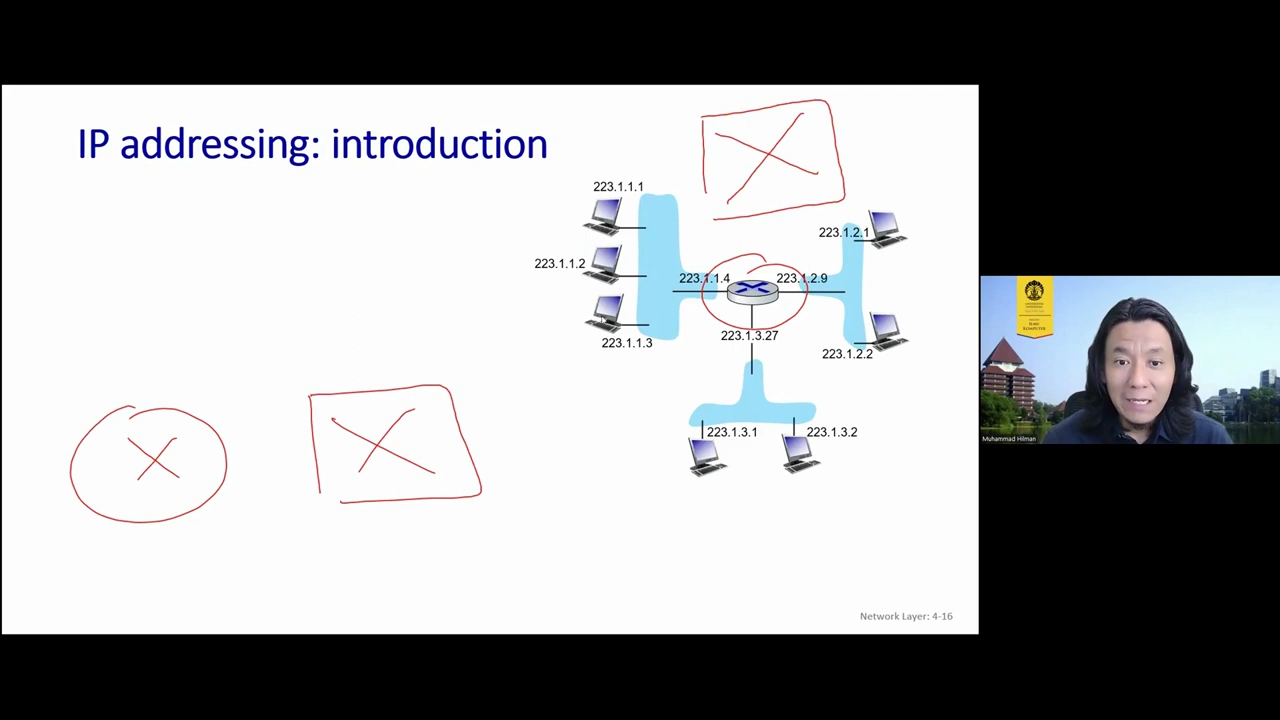 IP addressing: introduction
223.1.1.1
223.1.2.1
223.1.1.2
223.1.1.4
223.1.2.9
223.1.1.3
223.1.3.27
223.1.2.2
223.1.3.1
223.1.3.2
Network Layer: 4-16
ILMU
KOMPUTER
Muhammad Hilman